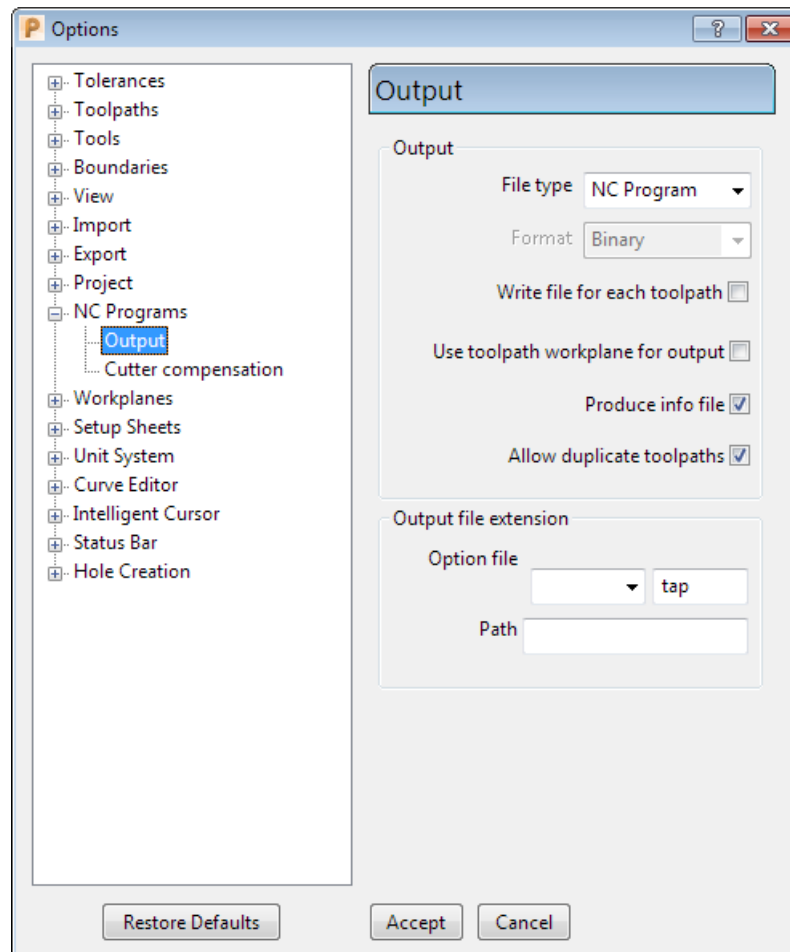 Options
Tolerances
Toolpaths
Tools
Boundaries
View
Import
Export
Project
NC Programs
Output
Cutter compensation
Workplanes
Setup Sheets
Unit System
Curve Editor
Intelligent Cursor
Status Bar
Hole Creation
Output
Output
File type NC Program
Format Binary
Write file for each toolpath
Use toolpath workplane for output
Produce info file
Allow duplicate toolpaths
Output file extension
Option file
tap
Path
Restore Defaults Accept Cancel